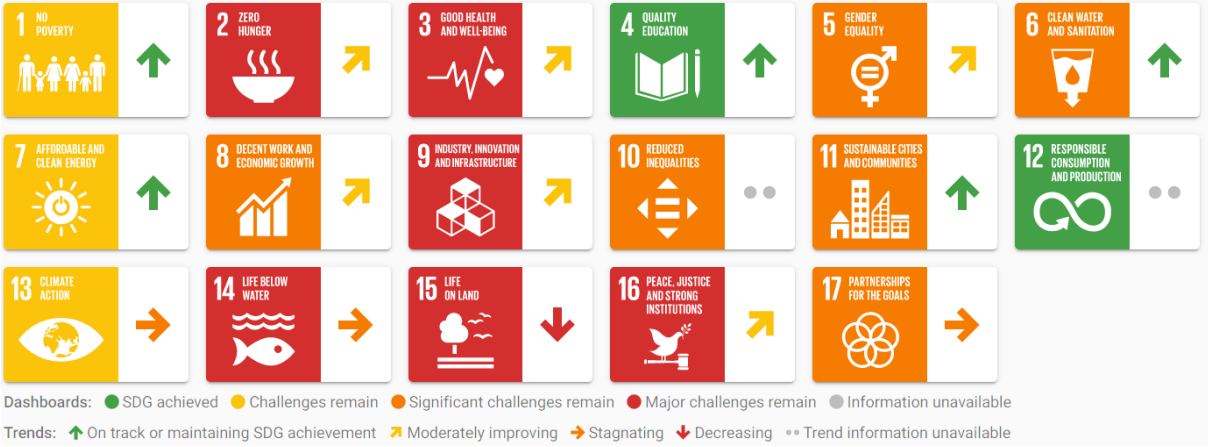 1 NO POVERTY
2 ZERO HUNGER
3 GOOD HEALTH AND WELL-BEING
4 QUALITY EDUCATION
5 GENDER EQUALITY
6 CLEAN WATER AND SANITATION
7 AFFORDABLE AND CLEAN ENERGY
8 DECENT WORK AND ECONOMIC GROWTH
9 INDUSTRY, INNOVATION AND INFRASTRUCTURE
10 REDUCED INEQUALITIES
11 SUSTAINABLE CITIES AND COMMUNITIES
12 RESPONSIBLE CONSUMPTION AND PRODUCTION
13 CLIMATE ACTION
14 LIFE BELOW WATER
15 LIFE ON LAND
16 PEACE, JUSTICE AND STRONG INSTITUTIONS
17 PARTNERSHIPS FOR THE GOALS
Dashboards: SDG achieved Challenges remain Significant challenges remain Major challenges remain Information unavailable
Trends: On track or maintaining SDG achievement Moderately improving Stagnating Decreasing Trend information unavailable